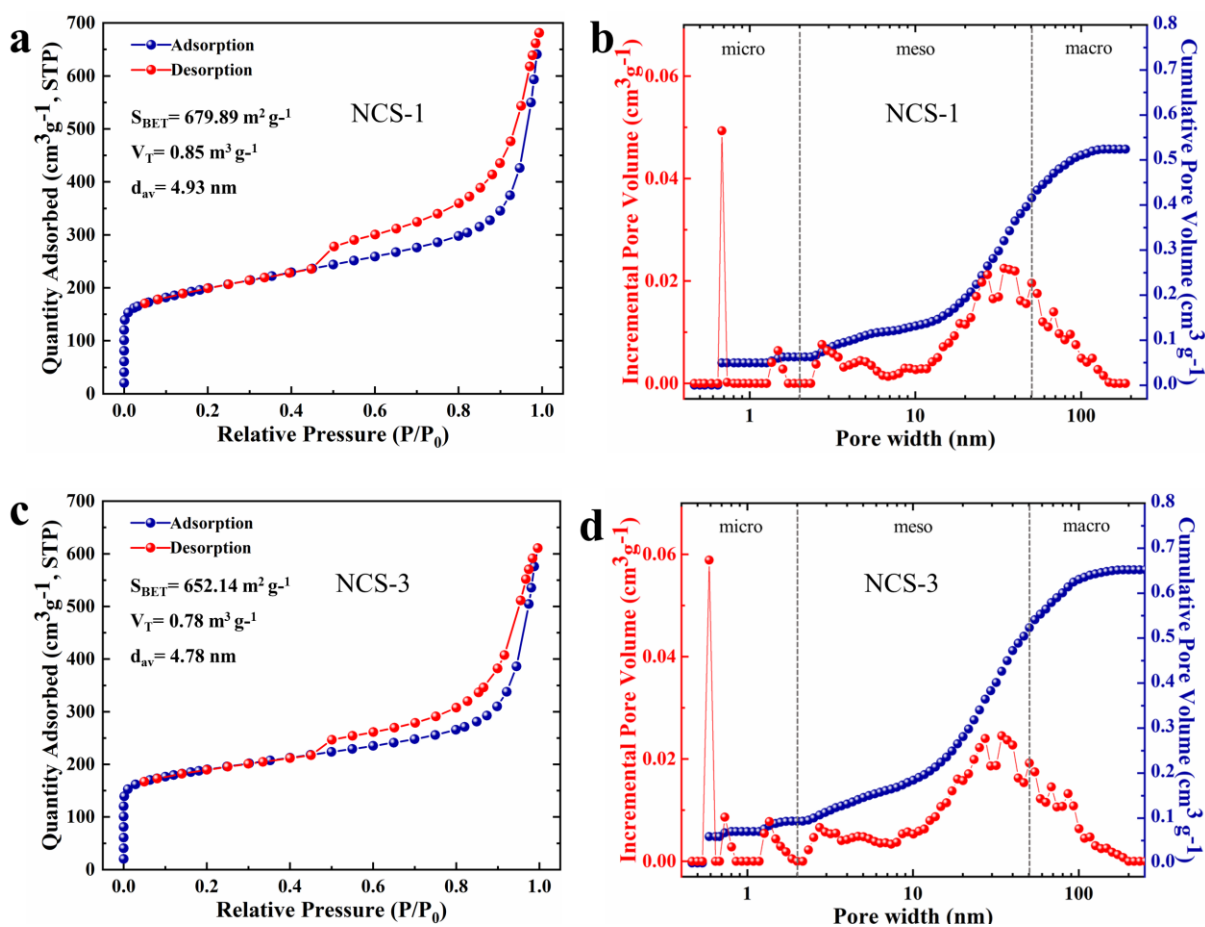 a
Adsorption
Desorption
S_BET= 679.89 m² g-¹
V_T= 0.85 m³ g-¹
d_av= 4.93 nm
NCS-1
Quantity Adsorbed (cm³g-¹, STP)
700
600
500
400
300
200
100
0
0.0 0.2 0.4 0.6 0.8 1.0
Relative Pressure (P/P₀)
b
micro meso macro
NCS-1
Incremental Pore Volume (cm³g-¹)
0.06
0.04
0.02
0.00
Cumulative Pore Volume (cm³ g-¹)
0.8
0.7
0.6
0.5
0.4
0.3
0.2
0.1
0.0
1 10 100
Pore width (nm)
c
Adsorption
Desorption
S_BET= 652.14 m² g-¹
V_T= 0.78 m³ g-¹
d_av= 4.78 nm
NCS-3
Quantity Adsorbed (cm³g-¹, STP)
700
600
500
400
300
200
100
0
0.0 0.2 0.4 0.6 0.8 1.0
Relative Pressure (P/P₀)
d
micro meso macro
NCS-3
Incremental Pore Volume (cm³g-¹)
0.06
0.04
0.02
0.00
Cumulative Pore Volume (cm³ g-¹)
0.8
0.7
0.6
0.5
0.4
0.3
0.2
0.1
0.0
1 10 100
Pore width (nm)